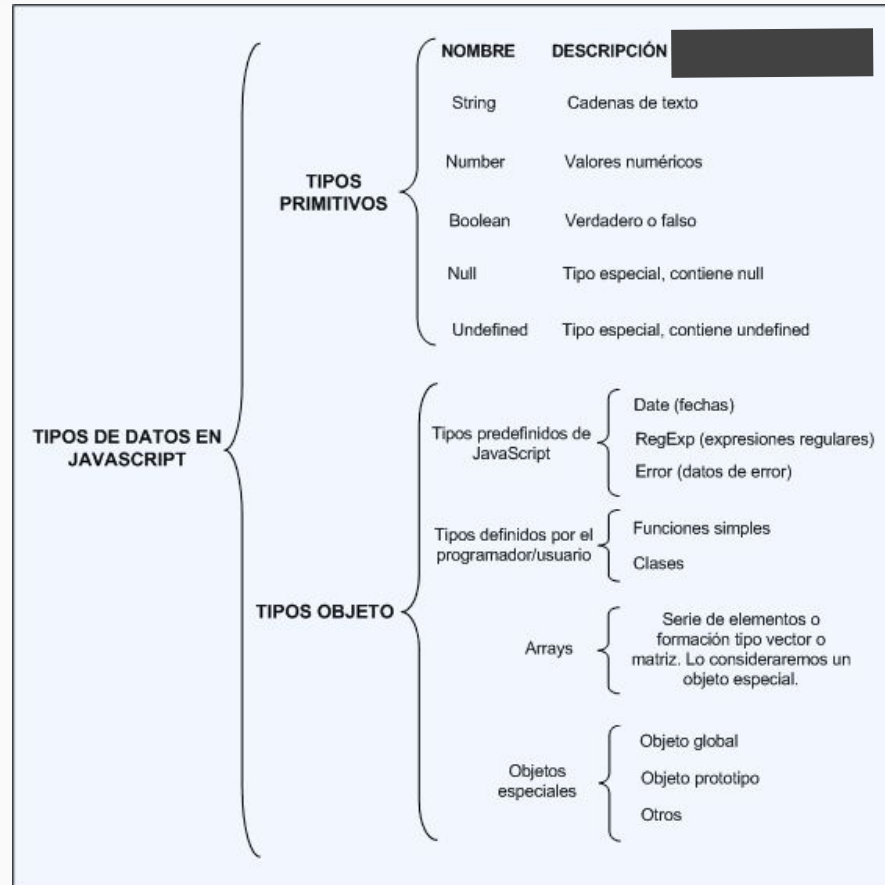 NOMBRE DESCRIPCIÓN
String Cadenas de texto
Number Valores numéricos
TIPOS
PRIMITIVOS
Boolean Verdadero o falso
Null Tipo especial, contiene null
Undefined Tipo especial, contiene undefined
TIPOS DE DATOS EN
JAVASCRIPT
TIPOS OBJETO
Tipos predefinidos de
JavaScript
Date (fechas)
RegExp (expresiones regulares)
Error (datos de error)
Tipos definidos por el
programador/usuario
Funciones simples
Clases
Arrays
Serie de elementos o
formación tipo vector o
matriz. Lo consideraremos un
objeto especial.
Objetos
especiales
Objeto global
Objeto prototipo
Otros